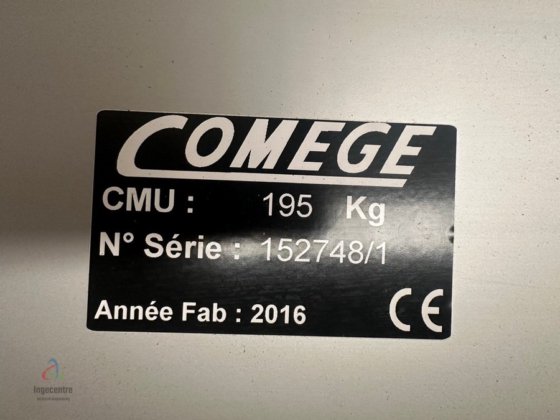 COMEGE
CMU : 195 Kg
N° Série : 152748/1
Année Fab : 2016 CE
Ingecentre